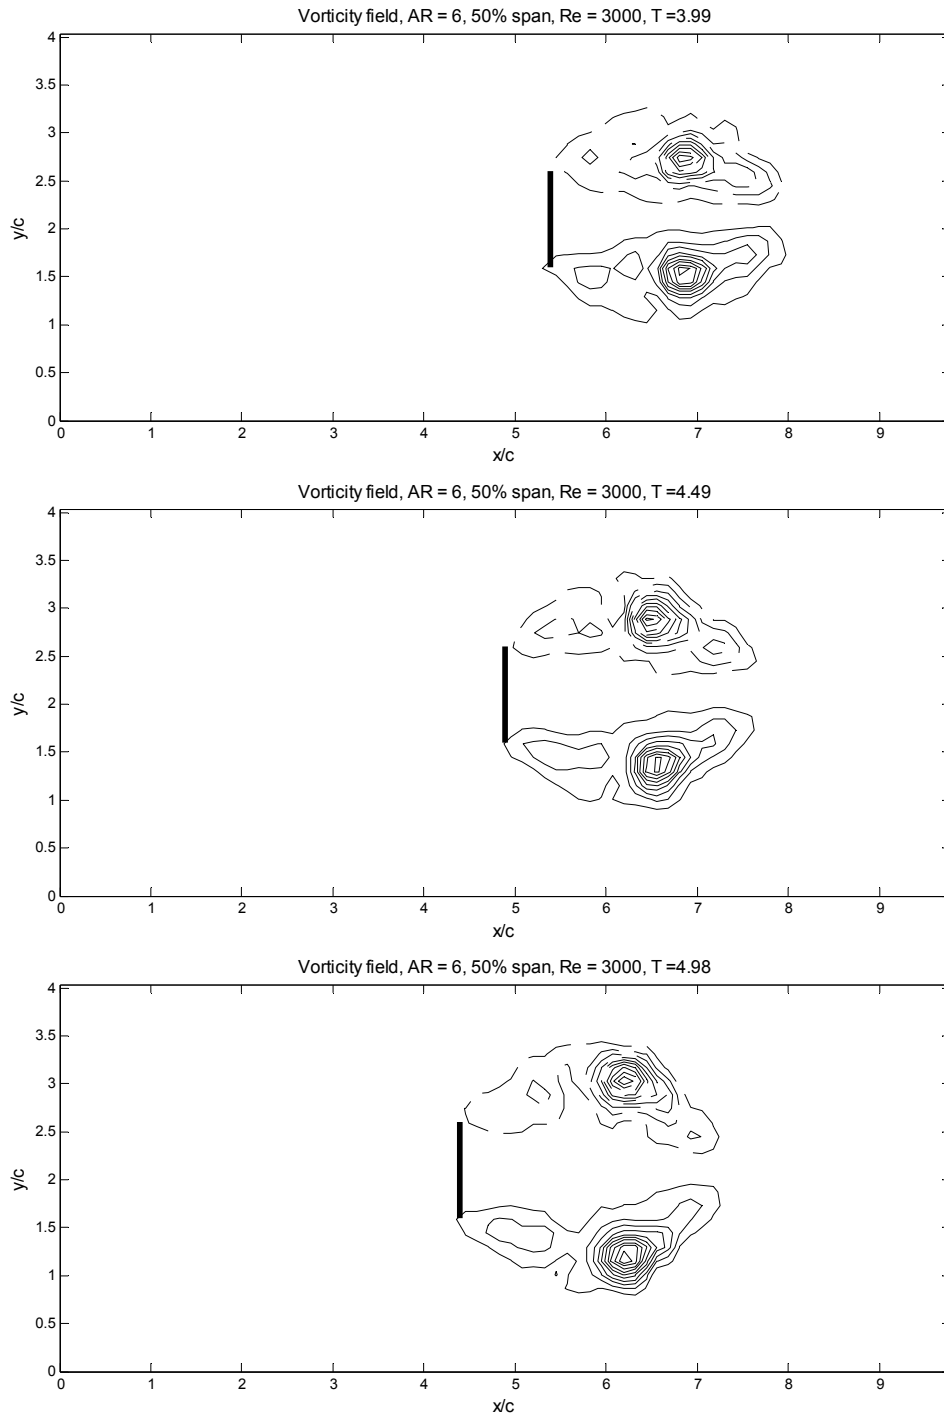 Vorticity field, AR = 6, 50% span, Re = 3000, T =3.99
4
3.5
3
2.5
2
1.5
1
0.5
0
y/c
0 1 2 3 4 5 6 7 8 9
x/c
Vorticity field, AR = 6, 50% span, Re = 3000, T =4.49
4
3.5
3
2.5
2
1.5
1
0.5
0
y/c
0 1 2 3 4 5 6 7 8 9
x/c
Vorticity field, AR = 6, 50% span, Re = 3000, T =4.98
4
3.5
3
2.5
2
1.5
1
0.5
0
y/c
0 1 2 3 4 5 6 7 8 9
x/c